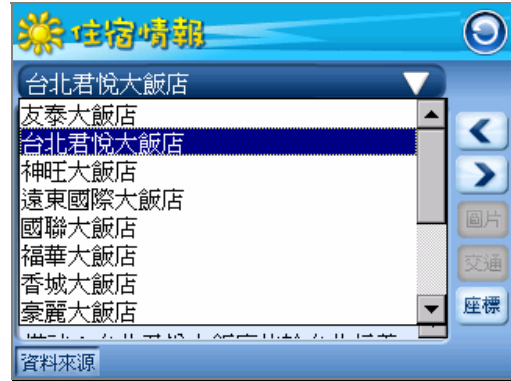 住宿情報
台北君悅大飯店
友泰大飯店
台北君悅大飯店
神旺大飯店
遠東國際大飯店
國聯大飯店
福華大飯店
香城大飯店
豪麗大飯店
圖片
交通
座標
資料來源